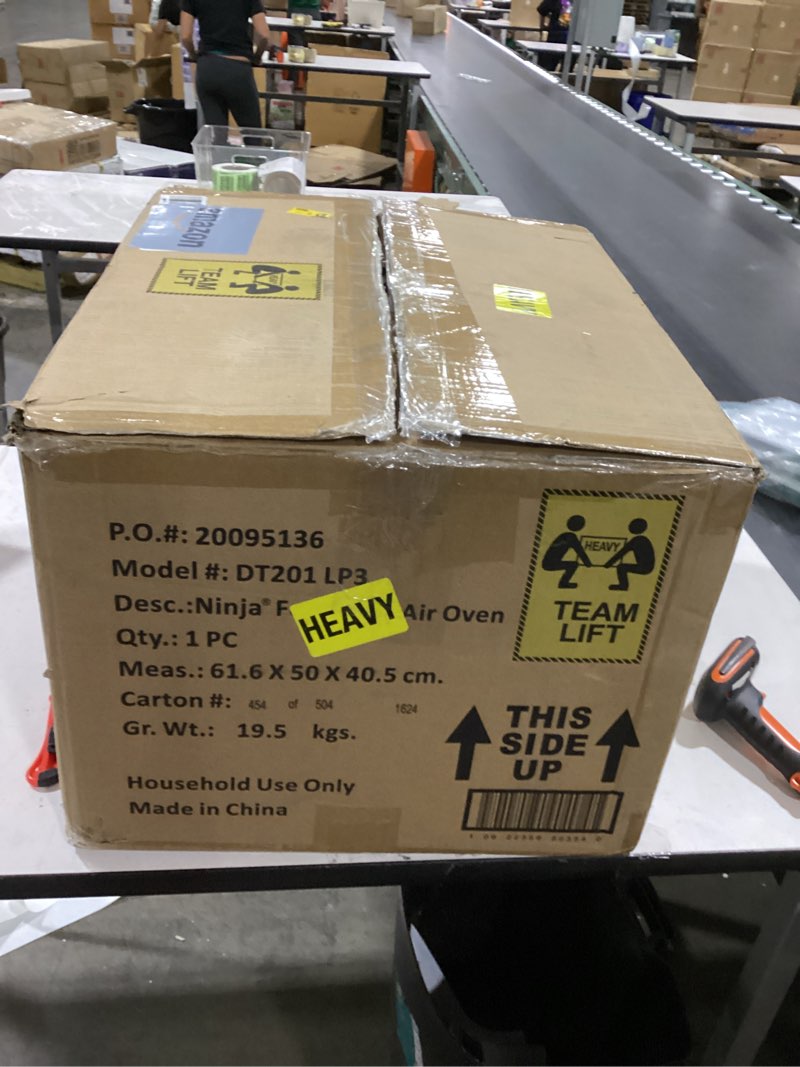 amazon
TEAM
LIFT
P.O.#: 20095136
Model #: DT201 LP3
Desc.:Ninja® F
HEAVY
Air Oven
Qty.: 1 PC
Meas.: 61.6 X 50 X 40.5 cm.
Carton #: 454 of 504 1624
Gr. Wt.: 19.5 kgs.
Household Use Only
Made in China
HEAVY
TEAM
LIFT
THIS
SIDE
UP